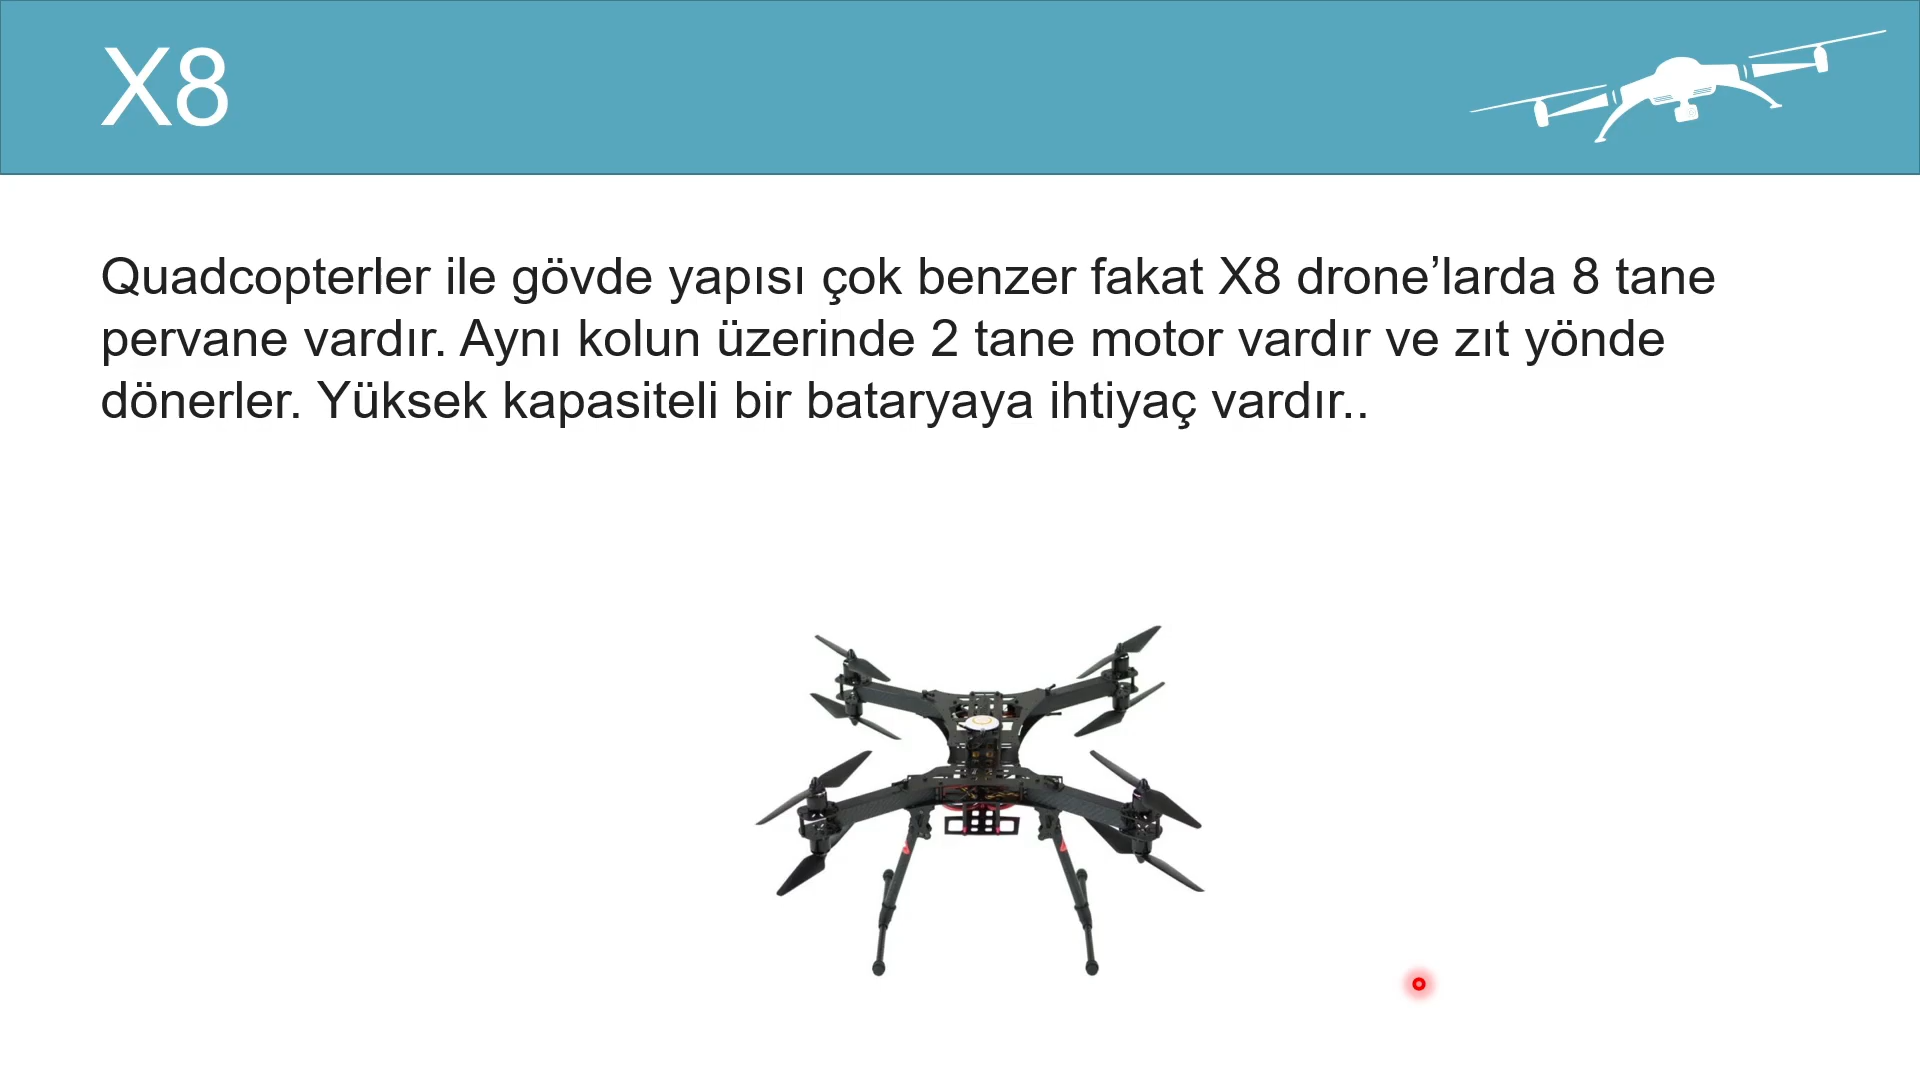 X8
Quadcopterler ile gövde yapısı çok benzer fakat X8 drone’larda 8 tane
pervane vardır. Aynı kolun üzerinde 2 tane motor vardır ve zıt yönde
dönerler. Yüksek kapasiteli bir bataryaya ihtiyaç vardır..